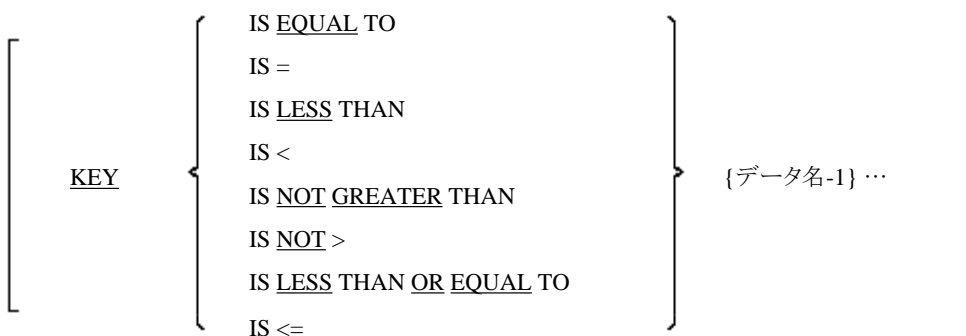 IS EQUAL TO
IS =
IS LESS THAN
IS <
KEY
{データ名-1} …
IS NOT GREATER THAN
IS NOT >
IS LESS THAN OR EQUAL TO
IS <=